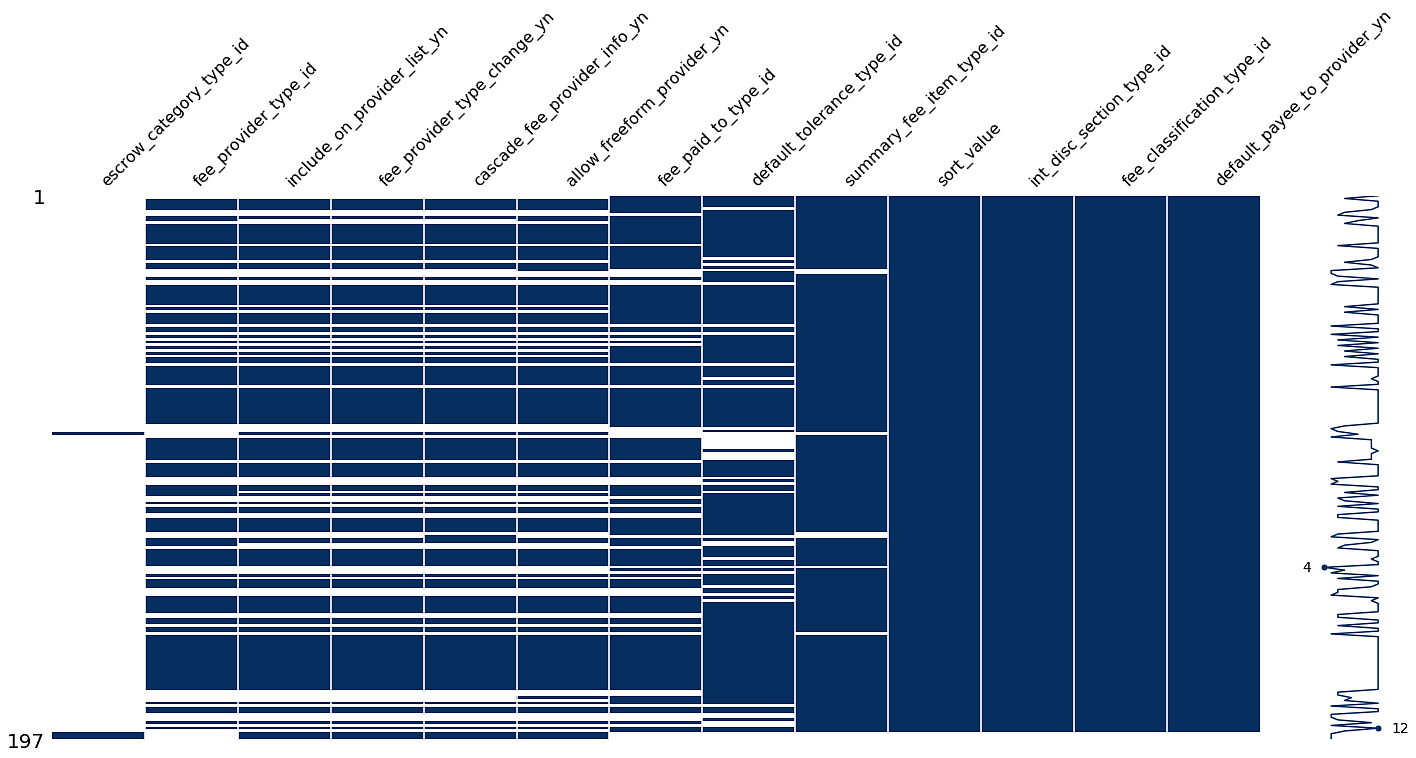 escrow_category_type_id
fee_provider_type_id
include_on_provider_list_yn
fee_provider_type_change_yn
cascade_fee_provider_info_yn
allow_freeform_provider_yn
fee_paid_to_type_id
default_tolerance_type_id
summary_fee_item_type_id
sort_value
int_disc_section_type_id
fee_classification_type_id
default_payee_to_provider_yn
1
4
12
197